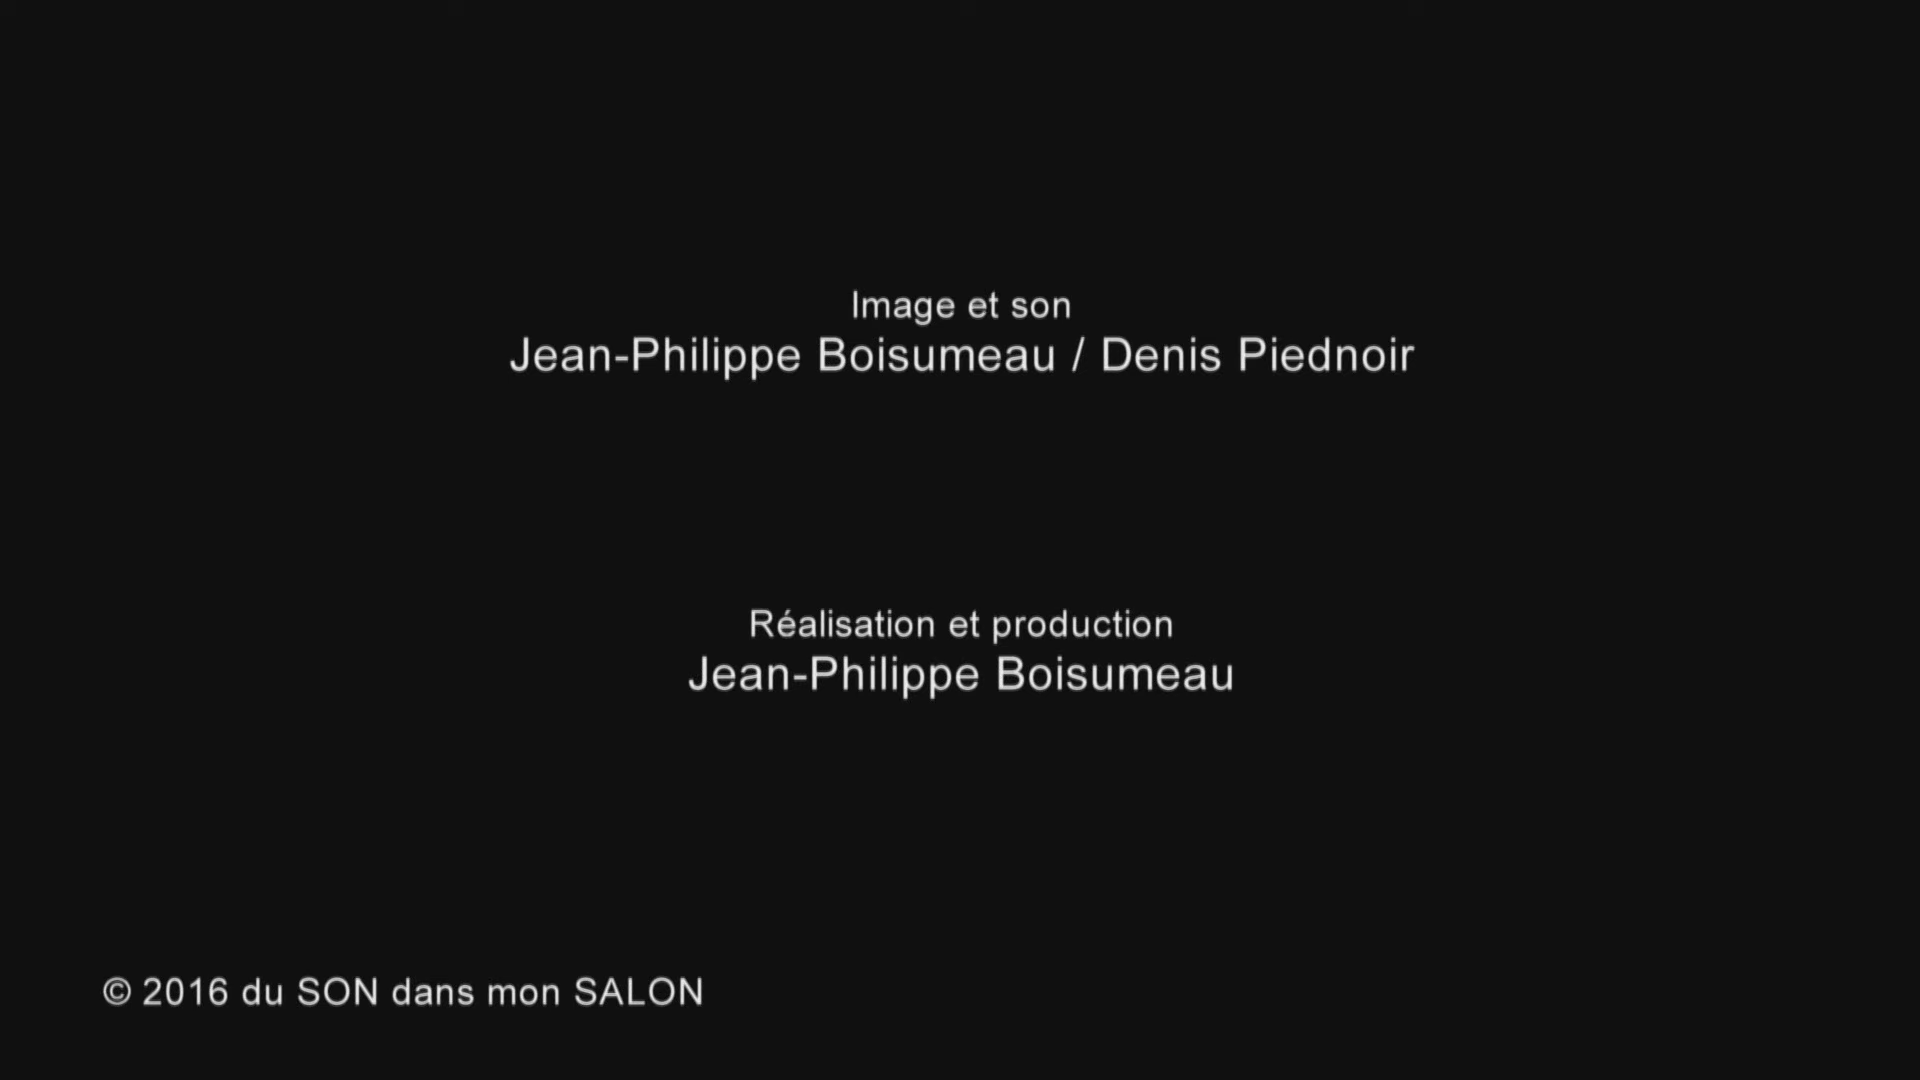 Image et son
Jean-Philippe Boisumeau / Denis Piednoir
Réalisation et production
Jean-Philippe Boisumeau
© 2016 du SON dans mon SALON